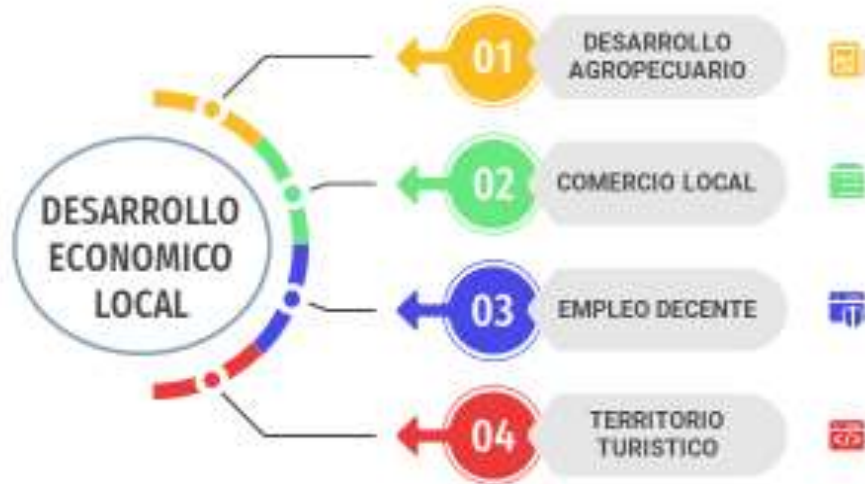 DESARROLLO
ECONOMICO
LOCAL
01
DESARROLLO
AGROPECUARIO
02
COMERCIO LOCAL
03
EMPLEO DECENTE
04
TERRITORIO
TURISTICO